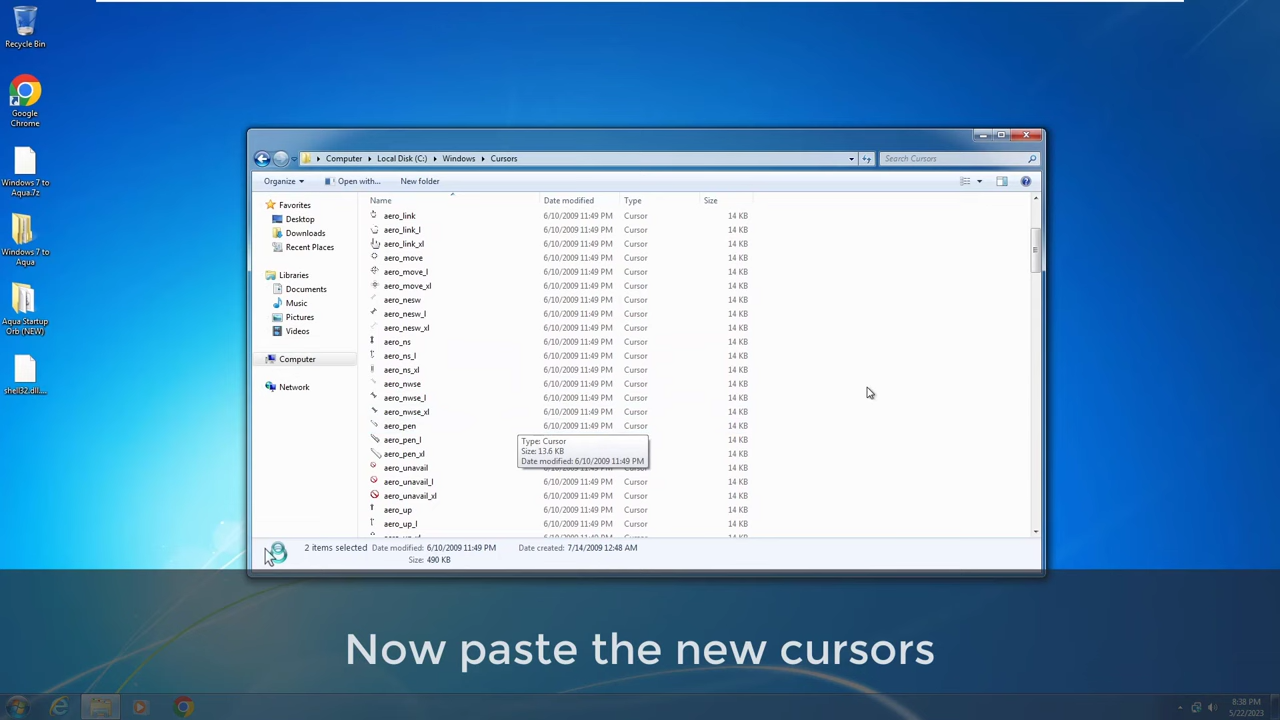 Recycle Bin
Google
Chrome
Windows 7 to
Aqua.7z
Windows 7 to
Aqua
Aqua Startup
Orb (NEW)
shell32.dll....
Computer
Local Disk (C:)
Windows
Cursors
Search Cursors
Organize
Open with...
New folder
Favorites
Desktop
Downloads
Recent Places
Libraries
Documents
Music
Pictures
Videos
Computer
Network
Name Date modified Type Size
aero_link 6/10/2009 11:49 PM Cursor 14 KB
aero_link_l 6/10/2009 11:49 PM Cursor 14 KB
aero_link_xl 6/10/2009 11:49 PM Cursor 14 KB
aero_move 6/10/2009 11:49 PM Cursor 14 KB
aero_move_l 6/10/2009 11:49 PM Cursor 14 KB
aero_move_xl 6/10/2009 11:49 PM Cursor 14 KB
aero_nesw 6/10/2009 11:49 PM Cursor 14 KB
aero_nesw_l 6/10/2009 11:49 PM Cursor 14 KB
aero_nesw_xl 6/10/2009 11:49 PM Cursor 14 KB
aero_ns 6/10/2009 11:49 PM Cursor 14 KB
aero_ns_l 6/10/2009 11:49 PM Cursor 14 KB
aero_ns_xl 6/10/2009 11:49 PM Cursor 14 KB
aero_nwse 6/10/2009 11:49 PM Cursor 14 KB
aero_nwse_l 6/10/2009 11:49 PM Cursor 14 KB
aero_nwse_xl 6/10/2009 11:49 PM Cursor 14 KB
aero_pen 6/10/2009 11:49 PM Cursor 14 KB
aero_pen_l 14 KB
aero_pen_xl 14 KB
aero_unavail 6/10/2009 11:49 PM Cursor 14 KB
aero_unavail_l 6/10/2009 11:49 PM Cursor 14 KB
aero_unavail_xl 6/10/2009 11:49 PM Cursor 14 KB
aero_up 6/10/2009 11:49 PM Cursor 14 KB
aero_up_l 6/10/2009 11:49 PM Cursor 14 KB
Type: Cursor
Size: 13.6 KB
Date modified: 6/10/2009 11:49 PM
2 items selected Date modified: 6/10/2009 11:49 PM Date created: 7/14/2009 12:48 AM
Size: 490 KB
Now paste the new cursors
8:38 PM
5/22/2023